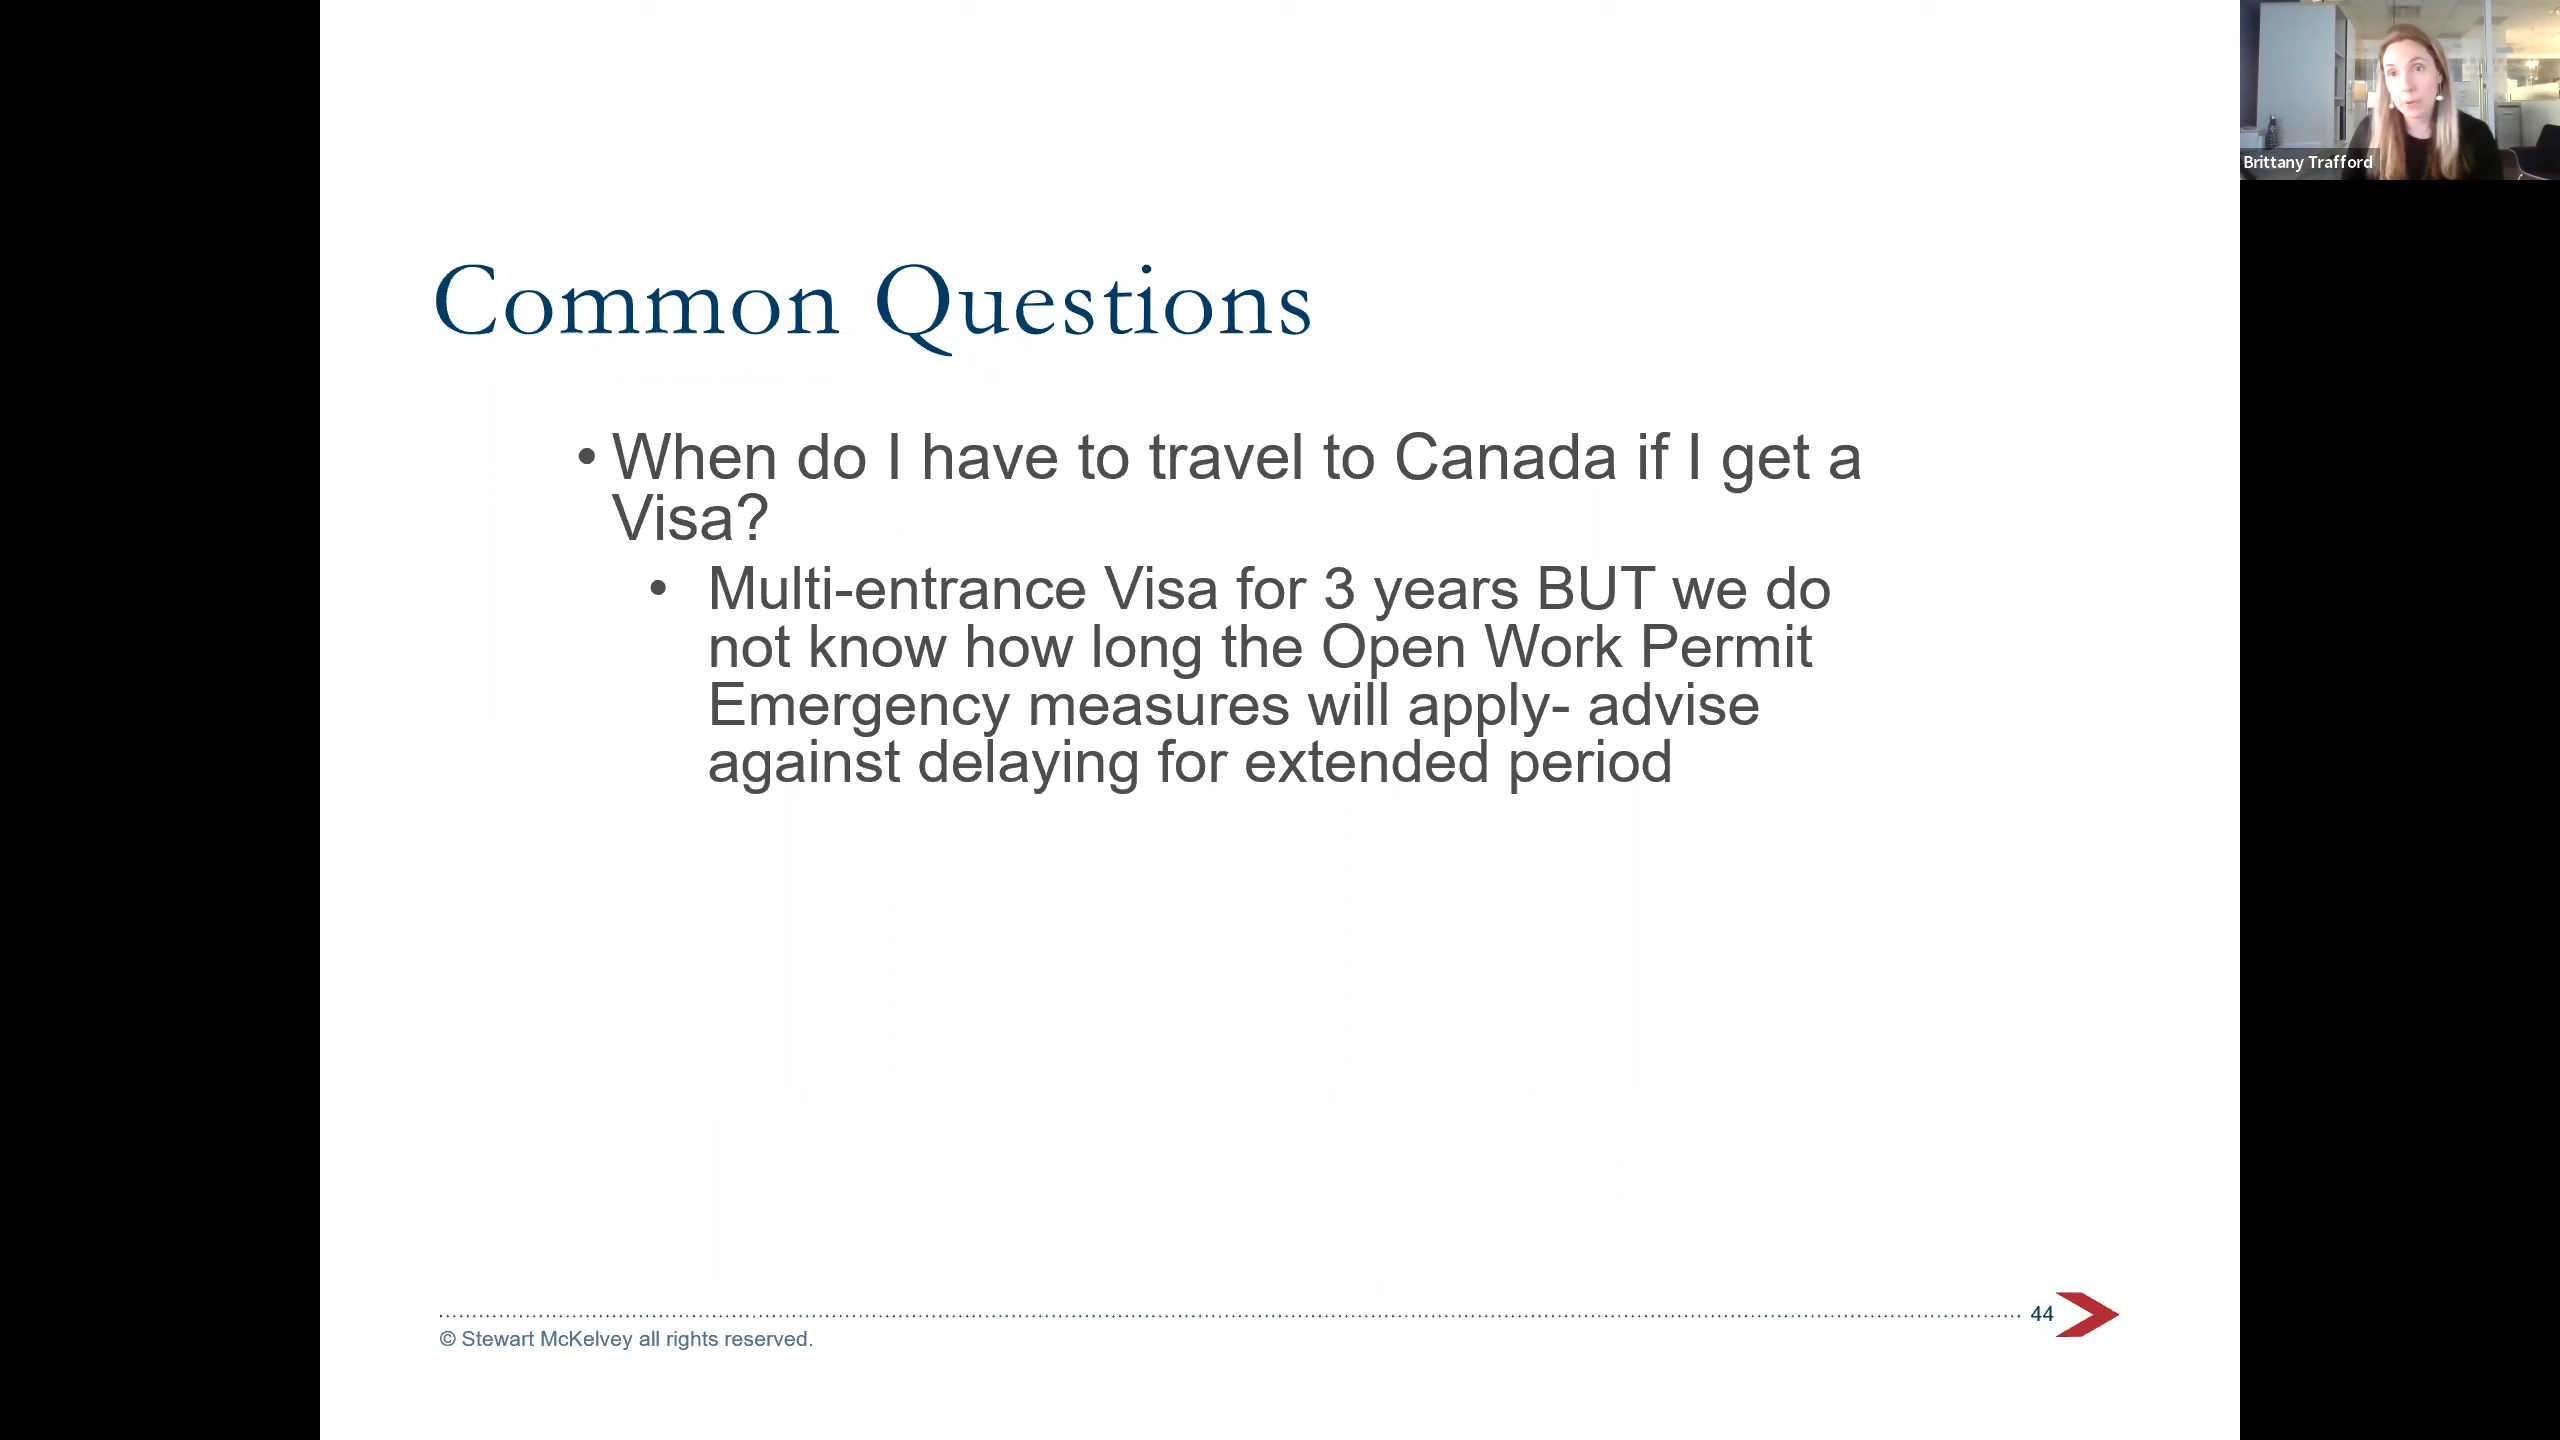 Brittany Trafford
Common Questions
• When do I have to travel to Canada if I get a
Visa?
• Multi-entrance Visa for 3 years BUT we do
not know how long the Open Work Permit
Emergency measures will apply- advise
against delaying for extended period
44
© Stewart McKelvey all rights reserved.